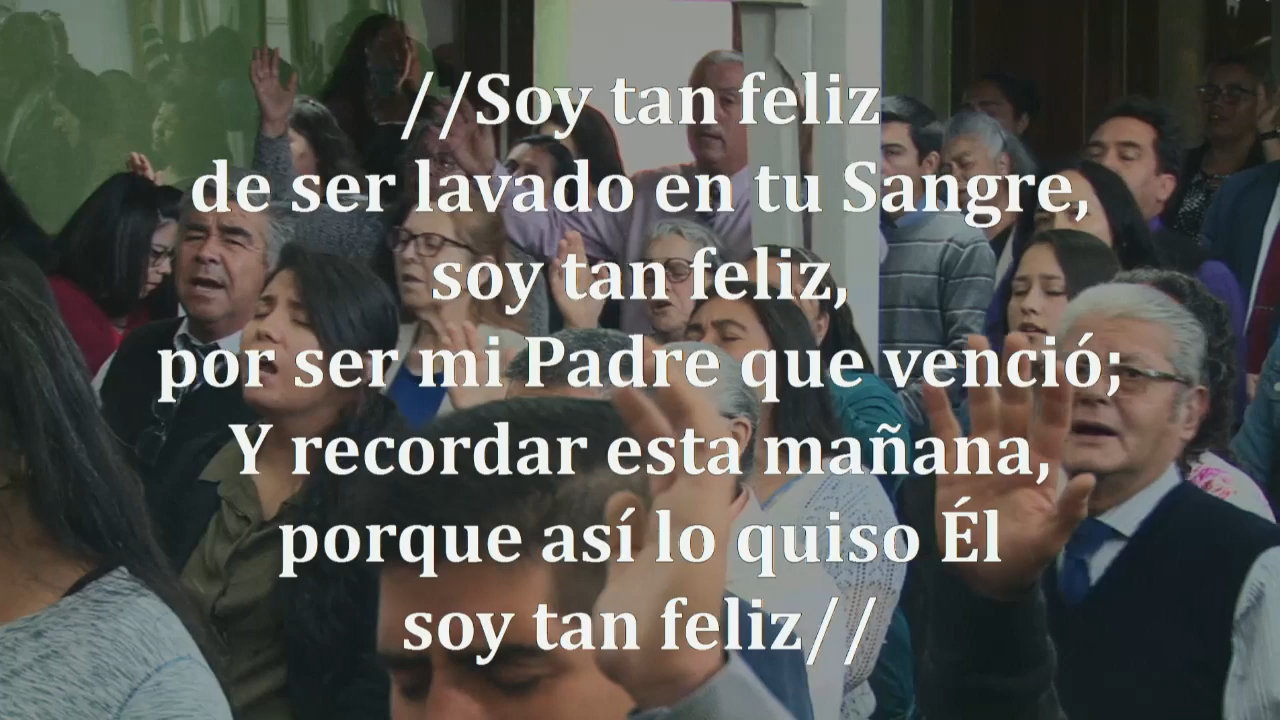 //Soy tan feliz
de ser lavado en tu Sangre,
soy tan feliz,
por ser mi Padre que venció;
Y recordar esta mañana,
porque así lo quiso Él
soy tan feliz//